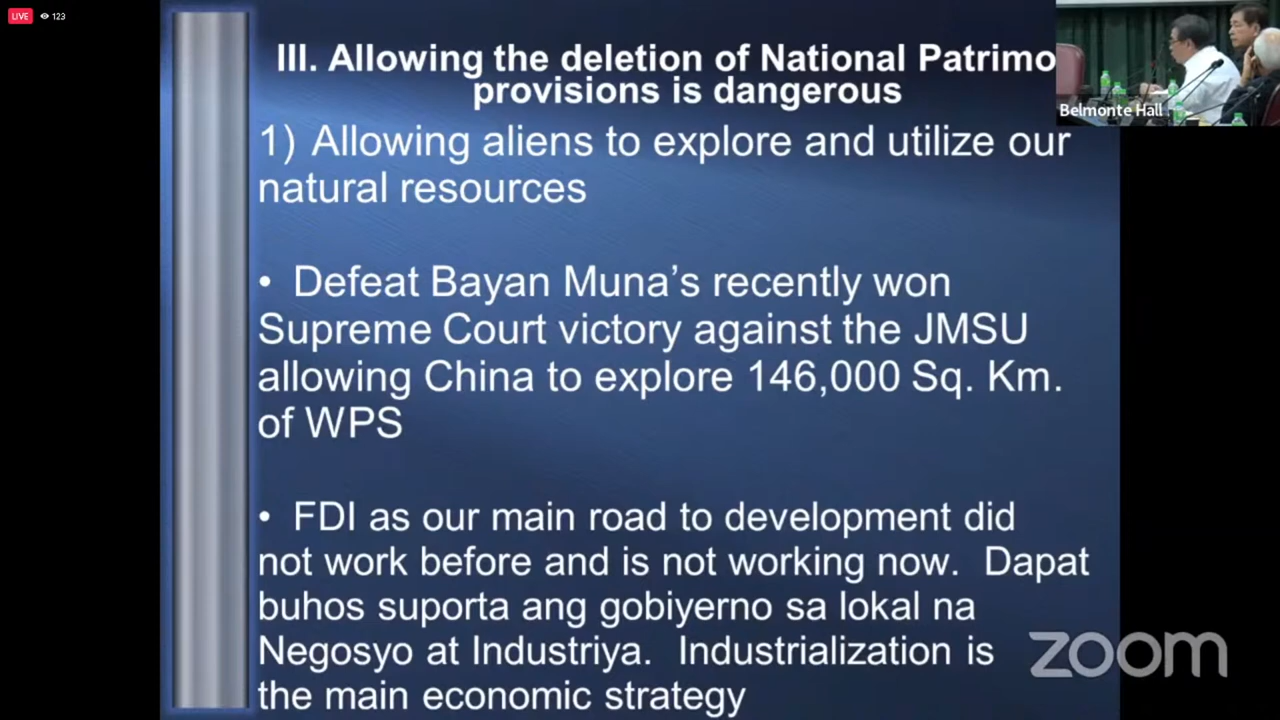 LIVE 123
III. Allowing the deletion of National Patrimo
provisions is dangerous
Belmonte Hall
1) Allowing aliens to explore and utilize our
natural resources
• Defeat Bayan Muna’s recently won
Supreme Court victory against the JMSU
allowing China to explore 146,000 Sq. Km.
of WPS
• FDI as our main road to development did
not work before and is not working now. Dapat
buhos suporta ang gobiyerno sa lokal na
Negosyo at Industriya. Industrialization is
the main economic strategy
zoom